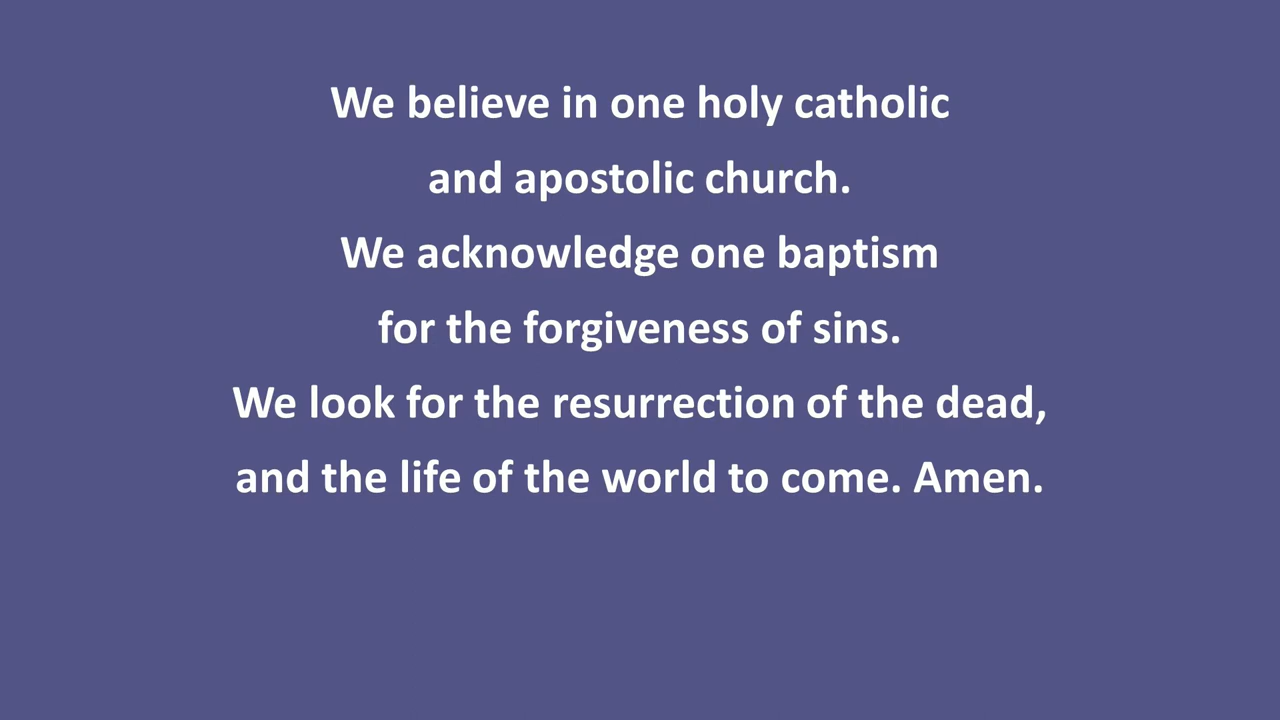 We believe in one holy catholic
and apostolic church.
We acknowledge one baptism
for the forgiveness of sins.
We look for the resurrection of the dead,
and the life of the world to come. Amen.